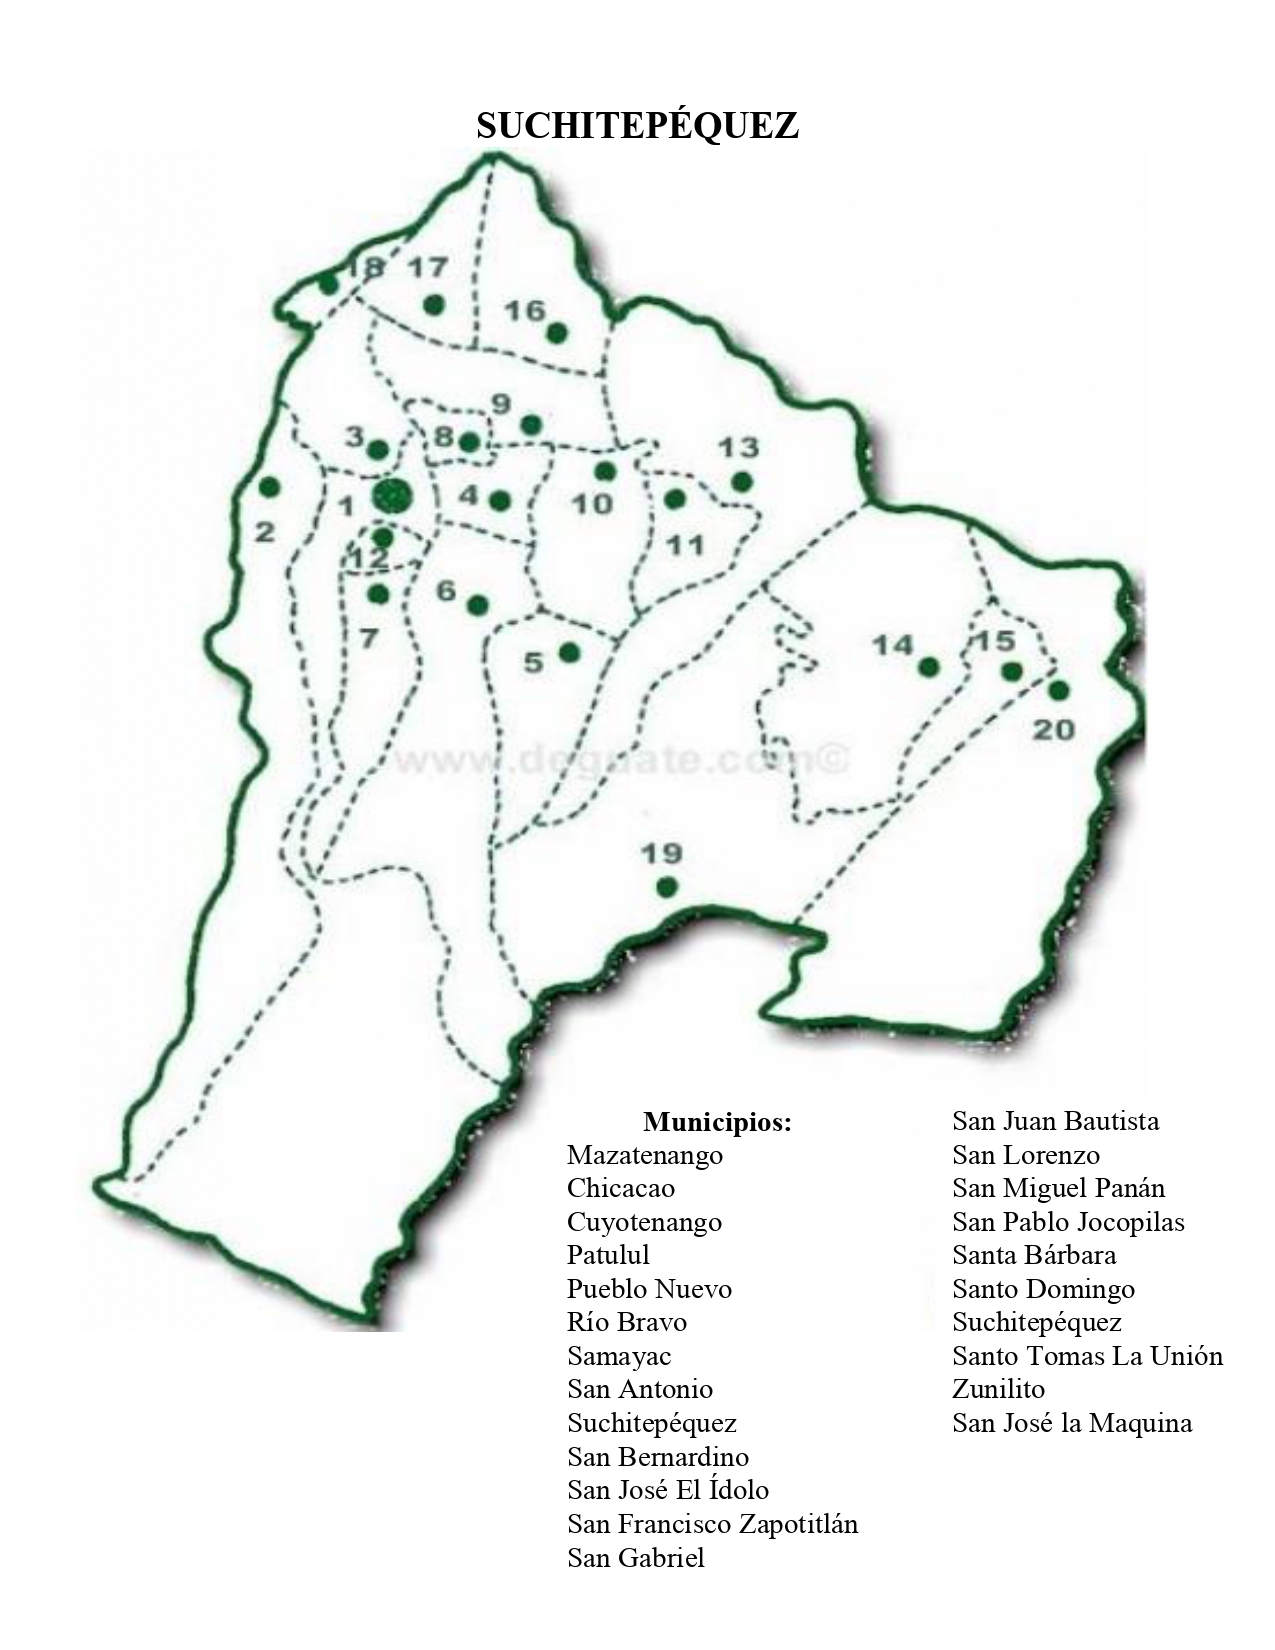 SUCHITEPÉQUEZ
18
17
16
9
3
8
13
1
4
10
2
11
12
6
7
5
14
15
20
www.deguate.com©
19
Municipios:
Mazatenango
Chicacao
Cuyotenango
Patulul
Pueblo Nuevo
Río Bravo
Samayac
San Antonio
Suchitepéquez
San Bernardino
San José El Ídolo
San Francisco Zapotitlán
San Gabriel
San Juan Bautista
San Lorenzo
San Miguel Panán
San Pablo Jocopilas
Santa Bárbara
Santo Domingo
Suchitepéquez
Santo Tomas La Unión
Zunilito
San José la Maquina